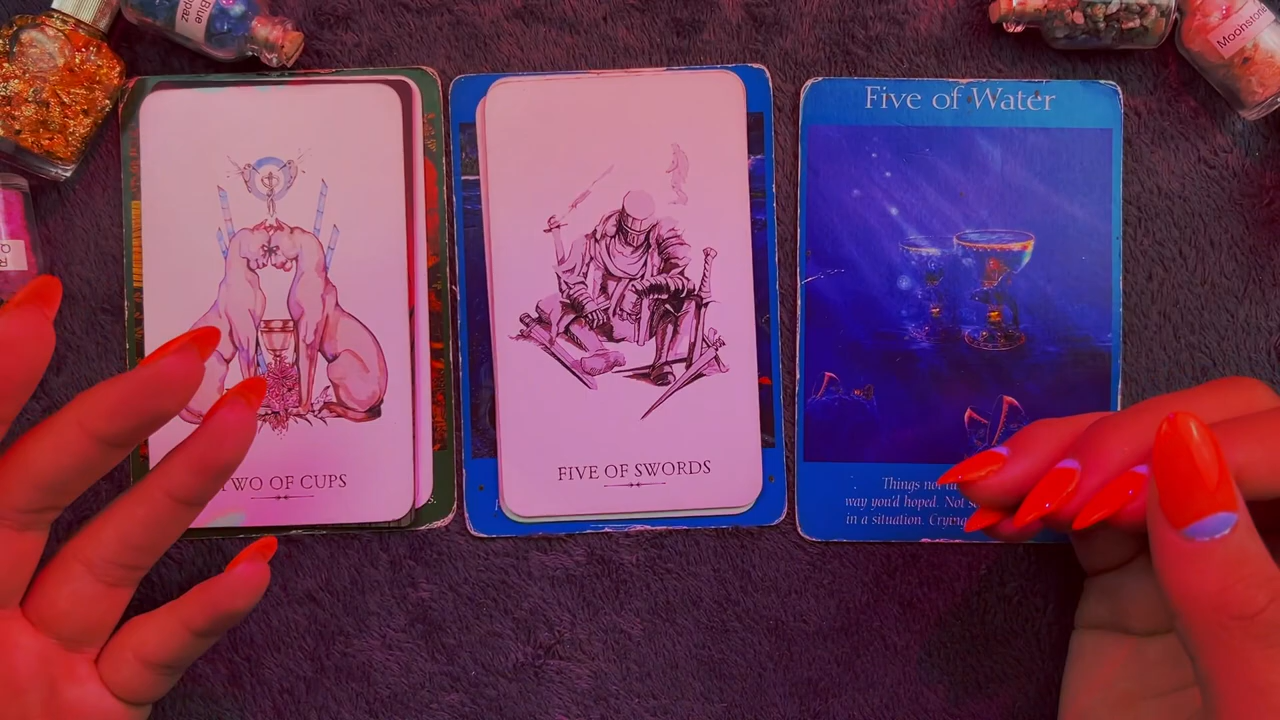 Blue
opaz
Moonstone
TWO OF CUPS
FIVE OF SWORDS
Five of Water
Things not
way you'd hoped. Not
in a situation. Crying